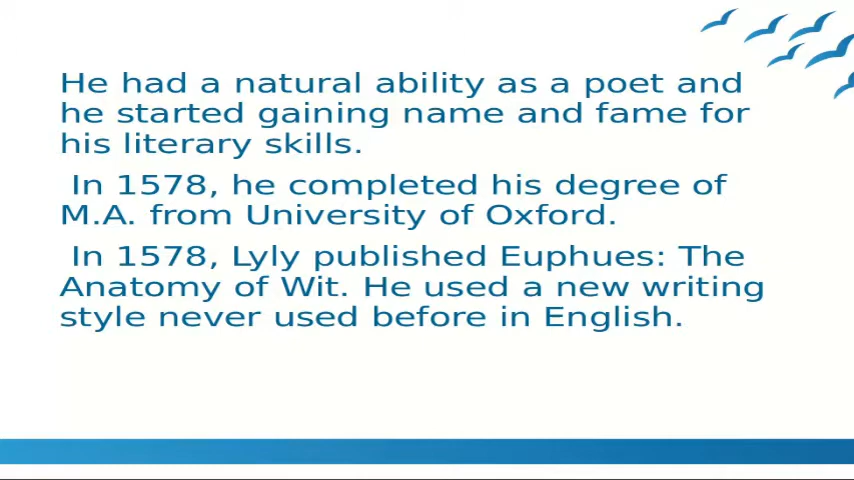 He had a natural ability as a poet and
he started gaining name and fame for
his literary skills.
In 1578, he completed his degree of
M.A. from University of Oxford.
In 1578, Lyly published Euphues: The
Anatomy of Wit. He used a new writing
style never used before in English.